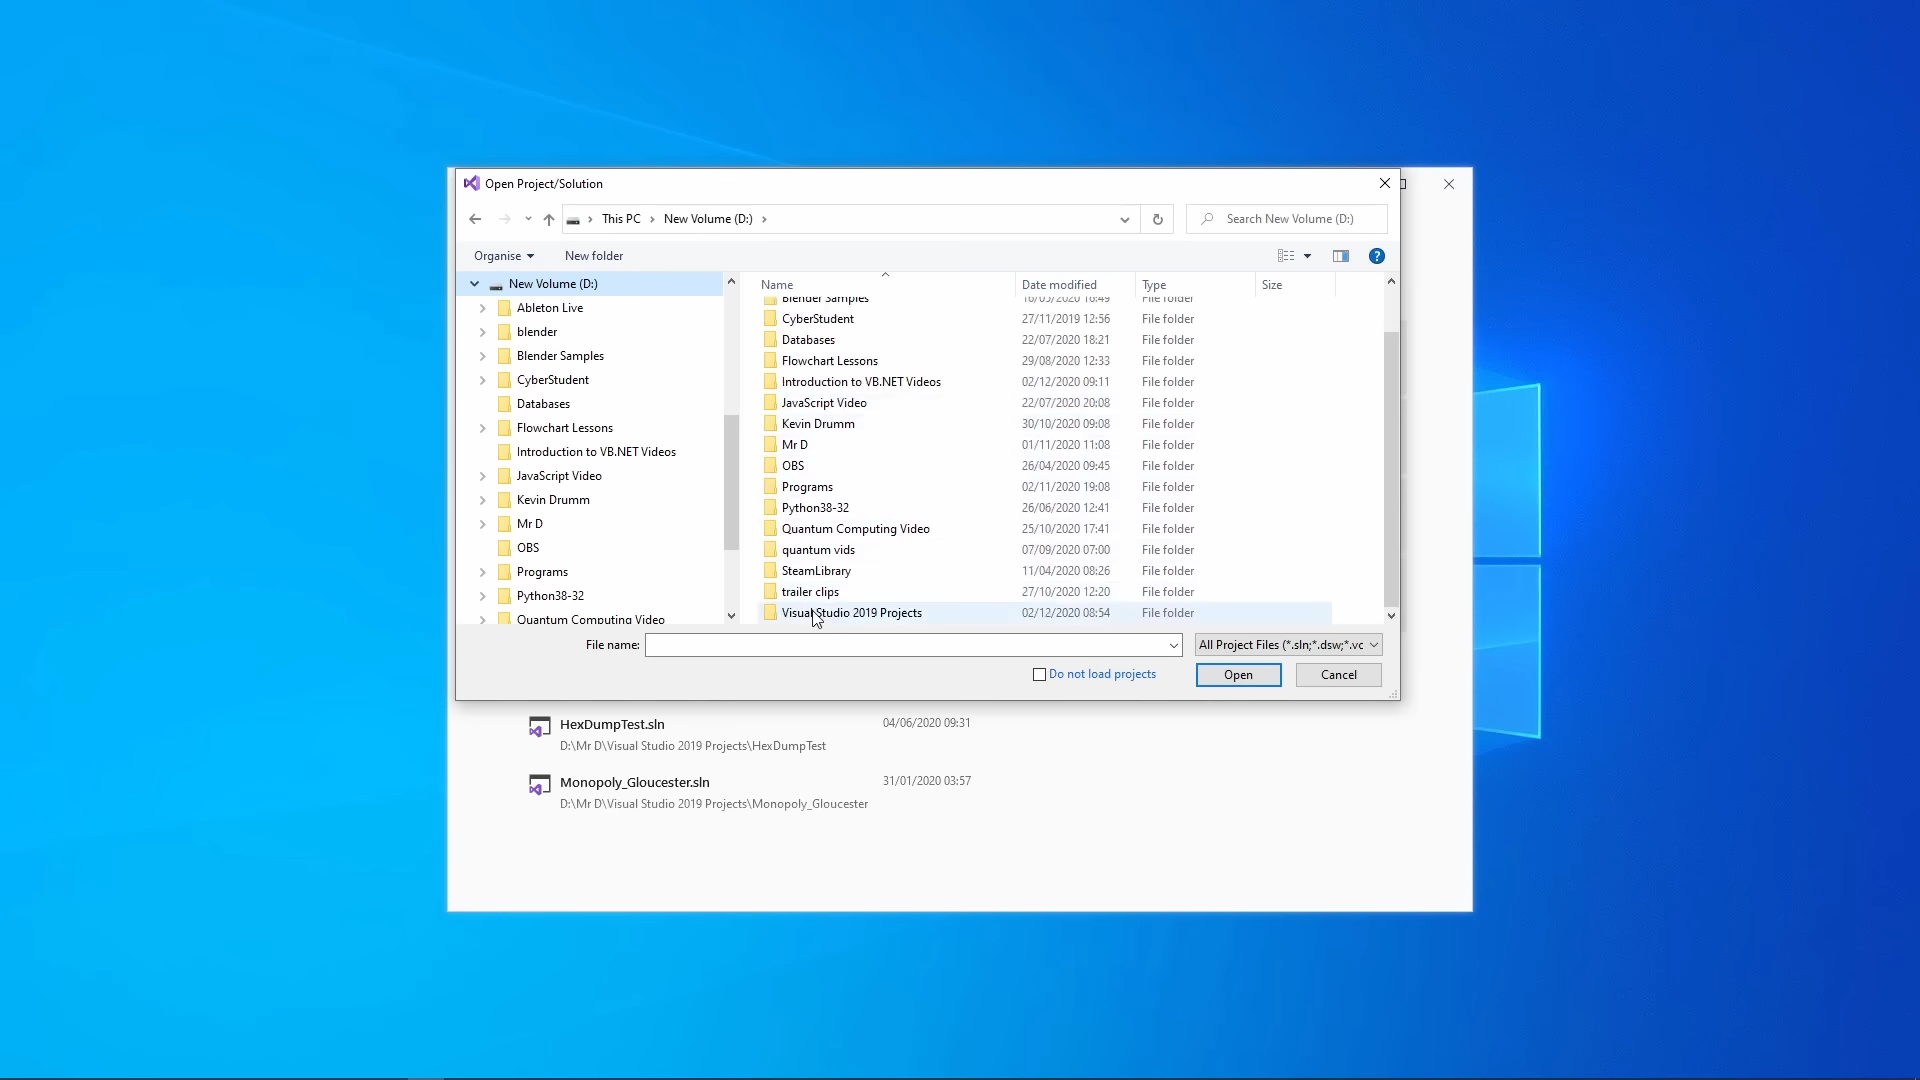 Open Project/Solution
This PC New Volume (D:)
Search New Volume (D:)
Organise New folder
New Volume (D:)
Ableton Live
blender
Blender Samples
CyberStudent
Databases
Flowchart Lessons
Introduction to VB.NET Videos
JavaScript Video
Kevin Drumm
Mr D
OBS
Programs
Python38-32
Quantum Computing Video
Name Date modified Type Size
Blender Samples 16/05/2020 16:49 File folder
CyberStudent 27/11/2019 12:56 File folder
Databases 22/07/2020 18:21 File folder
Flowchart Lessons 29/08/2020 12:33 File folder
Introduction to VB.NET Videos 02/12/2020 09:11 File folder
JavaScript Video 22/07/2020 20:08 File folder
Kevin Drumm 30/10/2020 09:08 File folder
Mr D 01/11/2020 11:08 File folder
OBS 26/04/2020 09:45 File folder
Programs 02/11/2020 19:08 File folder
Python38-32 26/06/2020 12:41 File folder
Quantum Computing Video 25/10/2020 17:41 File folder
quantum vids 07/09/2020 07:00 File folder
SteamLibrary 11/04/2020 08:26 File folder
trailer clips 27/10/2020 12:20 File folder
Visual Studio 2019 Projects 02/12/2020 08:54 File folder
File name: All Project Files (*.sln;*.dsw;*.vc
Do not load projects Open Cancel
HexDumpTest.sln 04/06/2020 09:31
D:\Mr D\Visual Studio 2019 Projects\HexDumpTest
Monopoly_Gloucester.sln 31/01/2020 03:57
D:\Mr D\Visual Studio 2019 Projects\Monopoly_Gloucester